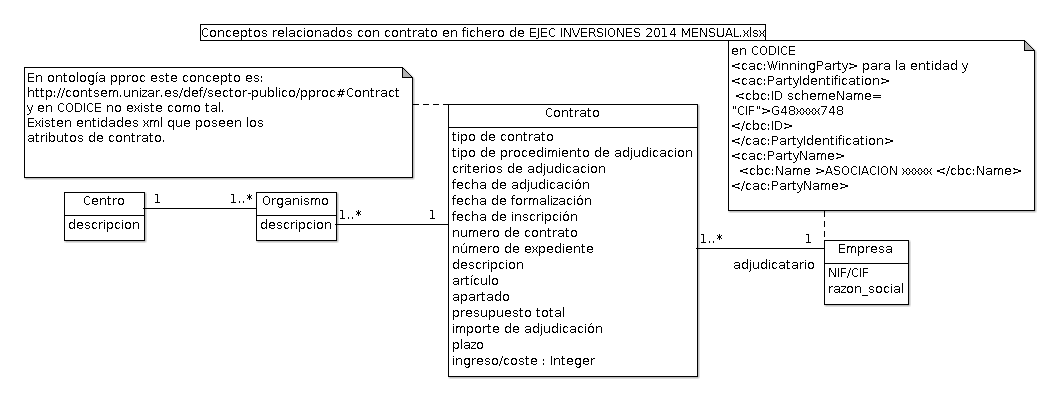 Conceptos relacionados con contrato en fichero de EJEC INVERSIONES 2014 MENSUAL.xlsx
En ontología pproc este concepto es:
http://contsem.unizar.es/def/sector-publico/pproc#Contract
y en CODICE no existe como tal.
Existen entidades xml que poseen los
atributos de contrato.
en CODICE
<cac:WinningParty> para la entidad y
<cac:PartyIdentification>
<cbc:ID schemeName=
"CIF">G48xxxx748
</cbc:ID>
</cac:PartyIdentification>
<cac:PartyName>
<cbc:Name >ASOCIACION xxxxx </cbc:Name>
</cac:PartyName>
Centro
descripcion
1
1..*
Organismo
descripcion
1..*
1
Contrato
tipo de contrato
tipo de procedimiento de adjudicacion
criterios de adjudicacion
fecha de adjudicación
fecha de formalización
fecha de inscripción
numero de contrato
número de expediente
descripcion
artículo
apartado
presupuesto total
importe de adjudicación
plazo
ingreso/coste : Integer
1..*
1
adjudicatario
Empresa
NIF/CIF
razon_social